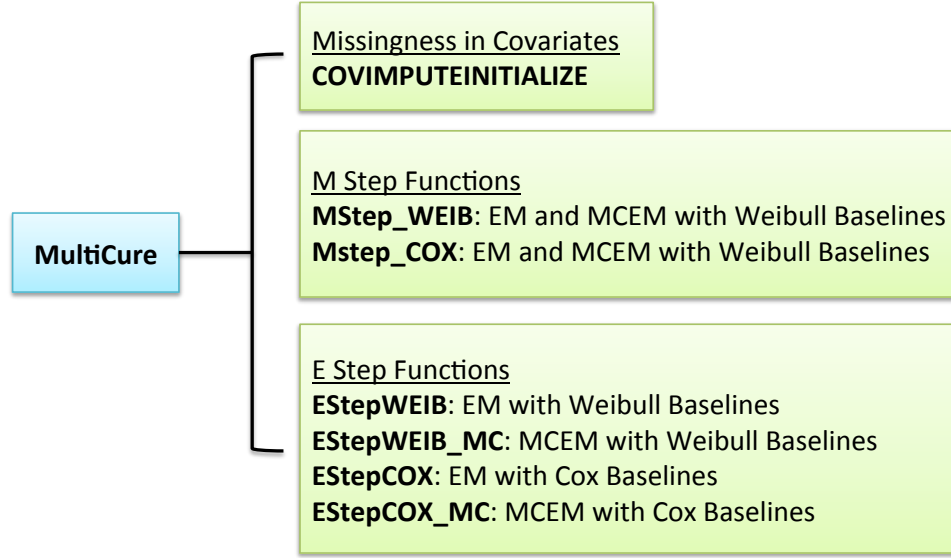 Missingness in Covariates
COVIMPUTEINITIALIZE
M Step Functions
MStep_WEIB: EM and MCEM with Weibull Baselines
Mstep_COX: EM and MCEM with Weibull Baselines
MultiCure
E Step Functions
EStepWEIB: EM with Weibull Baselines
EStepWEIB_MC: MCEM with Weibull Baselines
EStepCOX: EM with Cox Baselines
EStepCOX_MC: MCEM with Cox Baselines